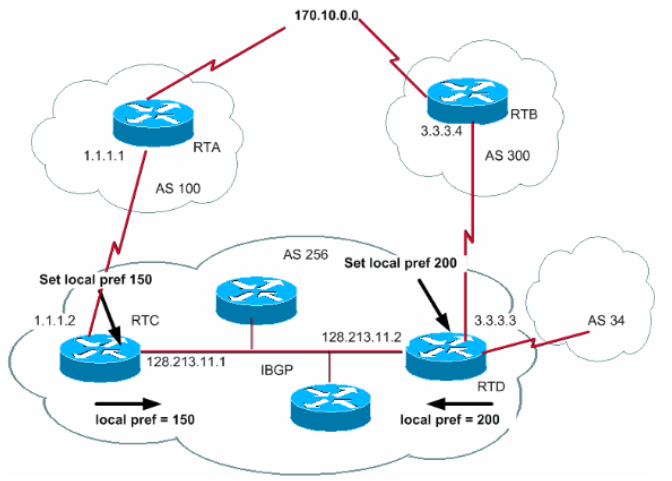 170.10.0.0
RTB
3.3.3.4
RTA
1.1.1.1
AS 300
AS 100
AS 256
Set local pref 200
Set local pref 150
1.1.1.2
RTC
3.3.3.3
AS 34
128.213.11.2
128.213.11.1
IBGP
RTD
local pref = 150
local pref = 200